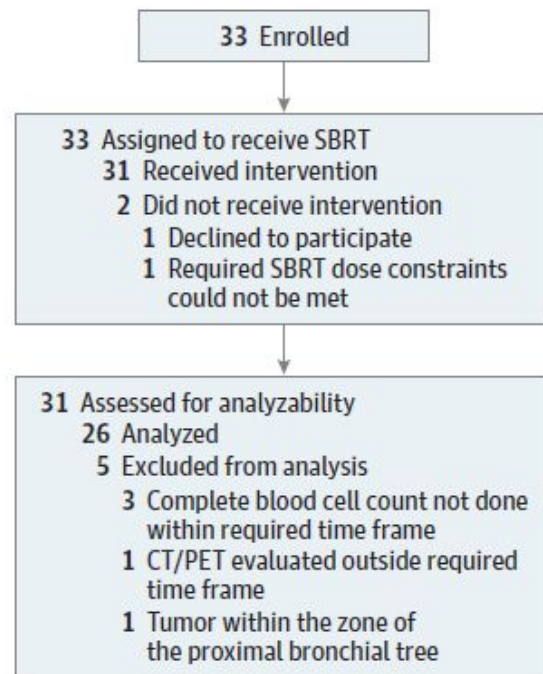 33 Enrolled
33 Assigned to receive SBRT
31 Received intervention
2 Did not receive intervention
1 Declined to participate
1 Required SBRT dose constraints
could not be met
31 Assessed for analyzability
26 Analyzed
5 Excluded from analysis
3 Complete blood cell count not done
within required time frame
1 CT/PET evaluated outside required
time frame
1 Tumor within the zone of
the proximal bronchial tree